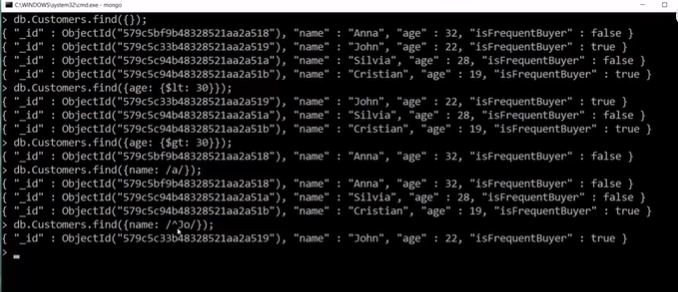 C:\WINDOWS\system32\cmd.exe - mongo
> db.Customers.find({});
{ "_id" : ObjectId("579c5bf9b48328521aa2a518"), "name" : "Anna", "age" : 32, "isFrequentBuyer" : false }
{ "_id" : ObjectId("579c5c33b48328521aa2a519"), "name" : "John", "age" : 22, "isFrequentBuyer" : true }
{ "_id" : ObjectId("579c5c94b48328521aa2a51a"), "name" : "Silvia", "age" : 28, "isFrequentBuyer" : false }
{ "_id" : ObjectId("579c5c94b48328521aa2a51b"), "name" : "Cristian", "age" : 19, "isFrequentBuyer" : true }
> db.Customers.find({age: {$lt: 30}});
{ "_id" : ObjectId("579c5c33b48328521aa2a519"), "name" : "John", "age" : 22, "isFrequentBuyer" : true }
{ "_id" : ObjectId("579c5c94b48328521aa2a51a"), "name" : "Silvia", "age" : 28, "isFrequentBuyer" : false }
{ "_id" : ObjectId("579c5c94b48328521aa2a51b"), "name" : "Cristian", "age" : 19, "isFrequentBuyer" : true }
> db.Customers.find({age: {$gt: 30}});
{ "_id" : ObjectId("579c5bf9b48328521aa2a518"), "name" : "Anna", "age" : 32, "isFrequentBuyer" : false }
> db.Customers.find({name: /a/});
{ "_id" : ObjectId("579c5bf9b48328521aa2a518"), "name" : "Anna", "age" : 32, "isFrequentBuyer" : false }
{ "_id" : ObjectId("579c5c94b48328521aa2a51a"), "name" : "Silvia", "age" : 28, "isFrequentBuyer" : false }
{ "_id" : ObjectId("579c5c94b48328521aa2a51b"), "name" : "Cristian", "age" : 19, "isFrequentBuyer" : true }
> db.Customers.find({name: /^Jo/});
{ "_id" : ObjectId("579c5c33b48328521aa2a519"), "name" : "John", "age" : 22, "isFrequentBuyer" : true }
>